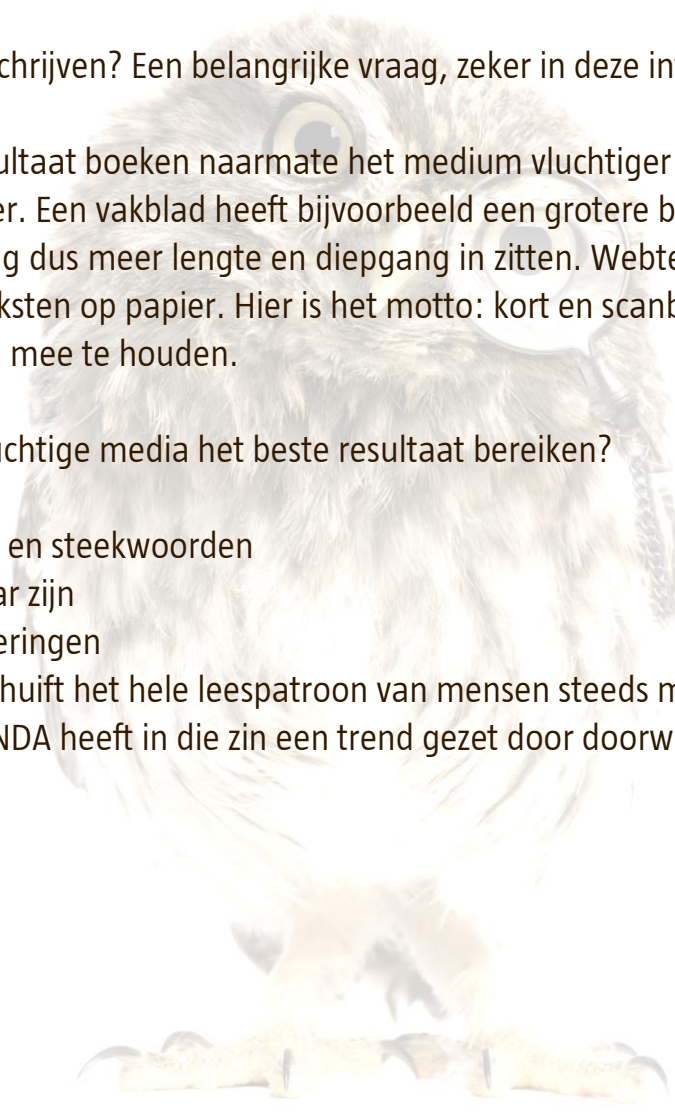 chrijven? Een belangrijke vraag, zeker in deze in
ultaat boeken naarmate het medium vluchtiger
er. Een vakblad heeft bijvoorbeeld een grotere b
g dus meer lengte en diepgang in zitten. Webte
ksten op papier. Hier is het motto: kort en scanb
mee te houden.
uchtige media het beste resultaat bereiken?
en steekwoorden
ar zijn
eringen
huift het hele leespatroon van mensen steeds m
NDA heeft in die zin een trend gezet door doorw